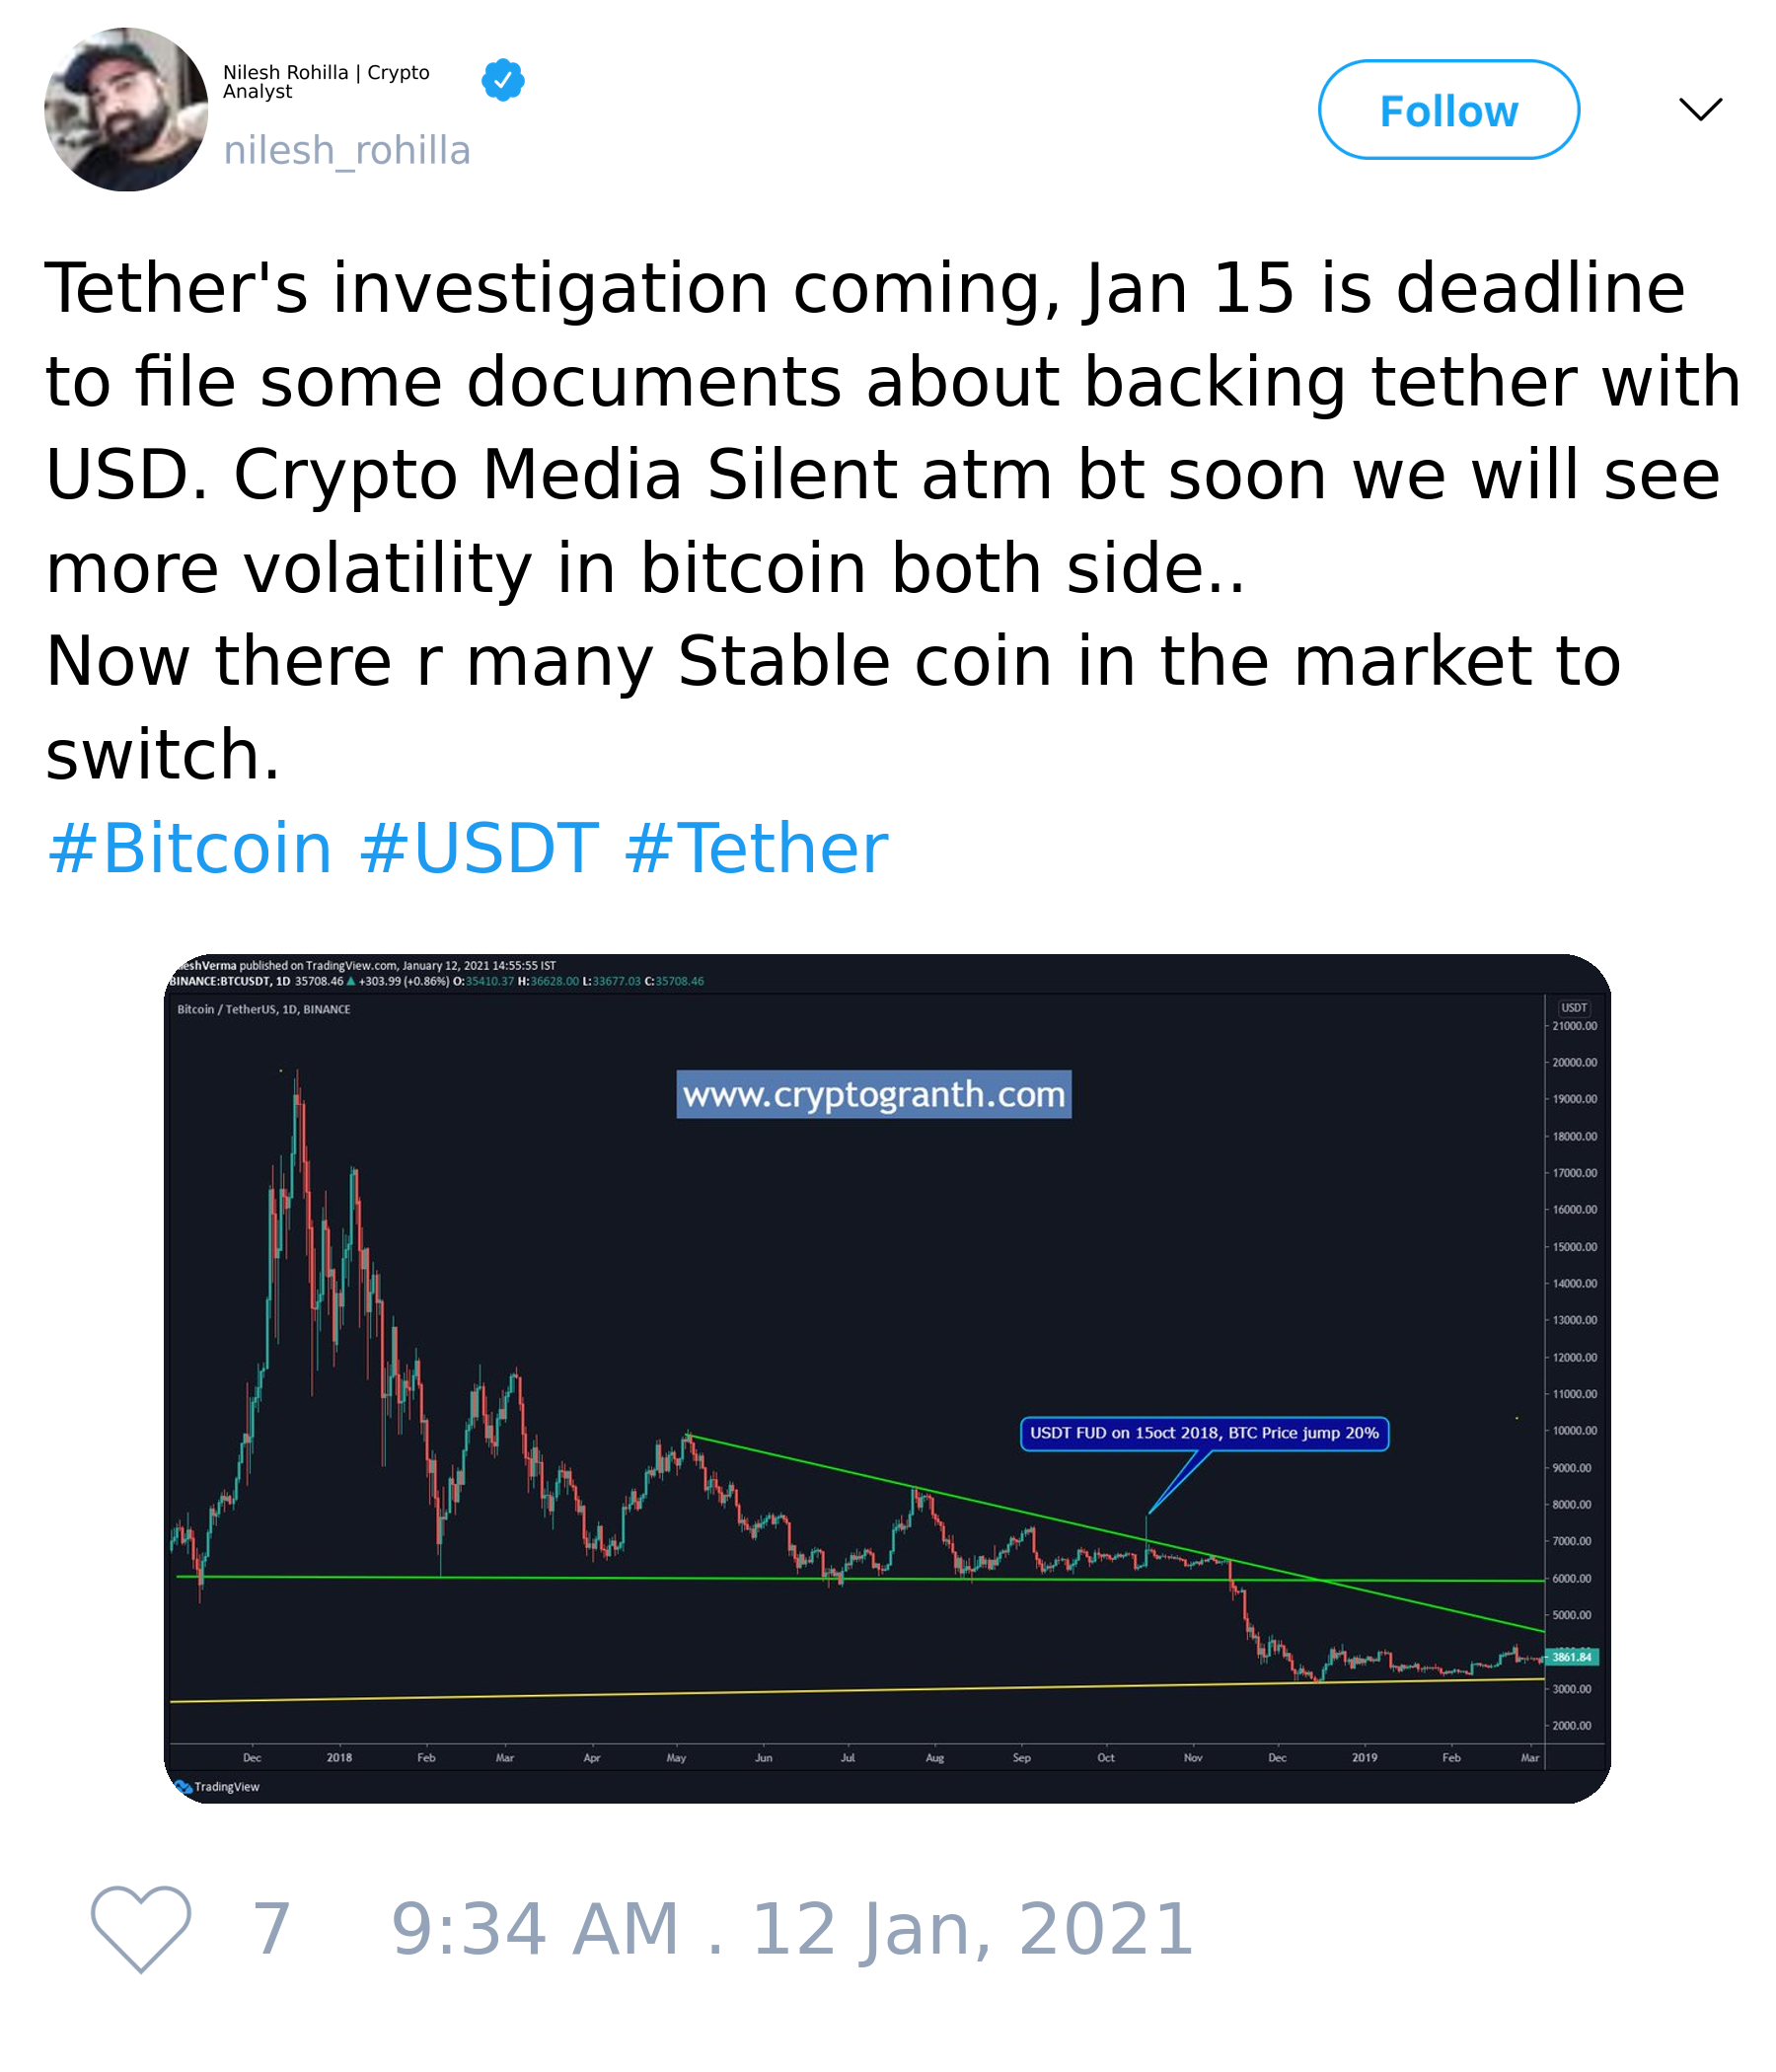 Nilesh Rohilla | Crypto
Analyst
nilesh_rohilla
Follow
Tether's investigation coming, Jan 15 is deadline
to file some documents about backing tether with
USD. Crypto Media Silent atm bt soon we will see
more volatility in bitcoin both side..
Now there r many Stable coin in the market to
switch.
#Bitcoin #USDT #Tether
eshVerma published on TradingView.com, January 12, 2021 14:55:55 IST
BINANCE:BTCUSDT, 1D 35708.46 ▲ +303.99 (+0.86%) O:35410.37 H:36628.00 L:33677.03 C:35708.46
Bitcoin / TetherUS, 1D, BINANCE
USDT
21000.00
20000.00
www.cryptogranth.com
19000.00
18000.00
17000.00
16000.00
15000.00
14000.00
13000.00
12000.00
11000.00
10000.00
USDT FUD on 15oct 2018, BTC Price jump 20%
9000.00
8000.00
7000.00
6000.00
5000.00
3861.84
3000.00
2000.00
Dec 2018 Feb Mar Apr May Jun Jul Aug Sep Oct Nov Dec 2019 Feb Mar
TradingView
7 9:34 AM . 12 Jan, 2021